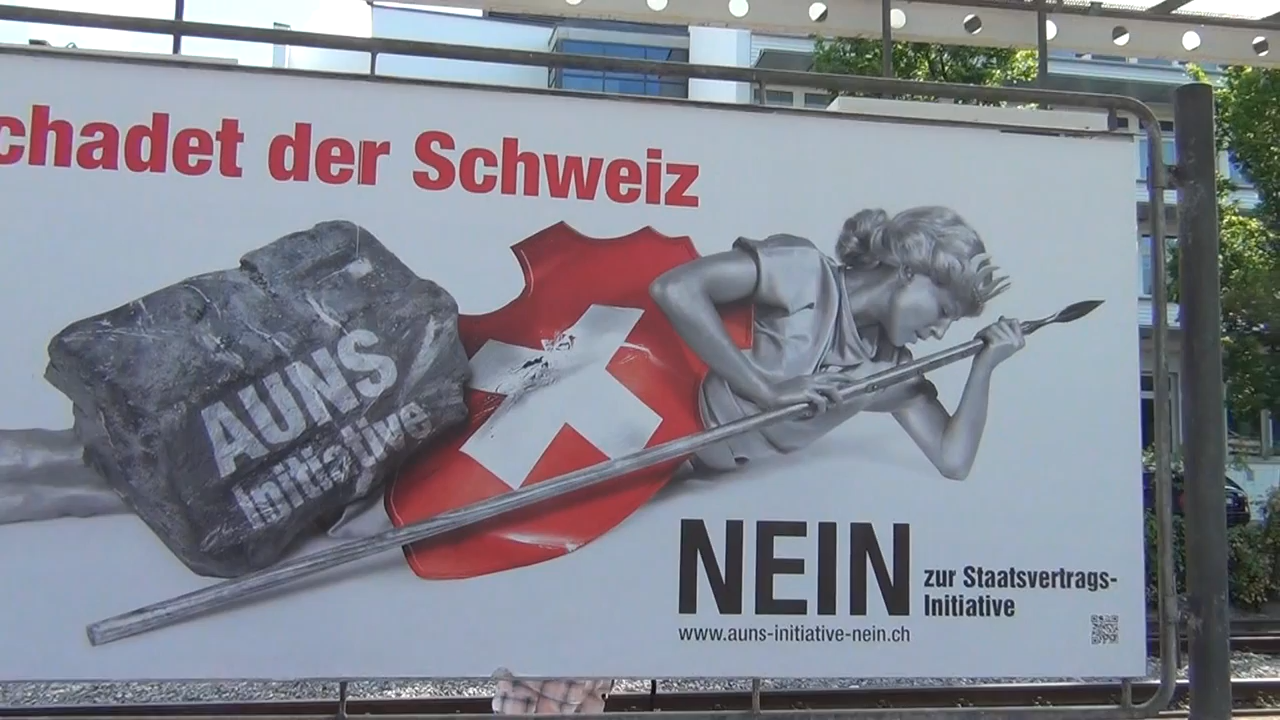 chadet der Schweiz
AUNS
Initiative
NEIN
zur Staatsvertrags-
Initiative
www.auns-initiative-nein.ch